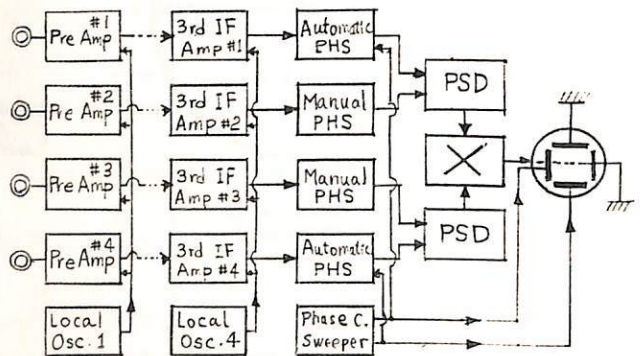 #1
Pre Amp
3rd IF
Amp #1
Automatic
PHS
#2
Pre Amp
3rd IF
Amp #2
Manual
PHS
PSD
#3
Pre Amp
3rd IF
Amp #3
Manual
PHS
#4
Pre Amp
3rd IF
Amp #4
Automatic
PHS
PSD
Local
Osc. 1
Local
Osc. 4
Phase C.
Sweeper